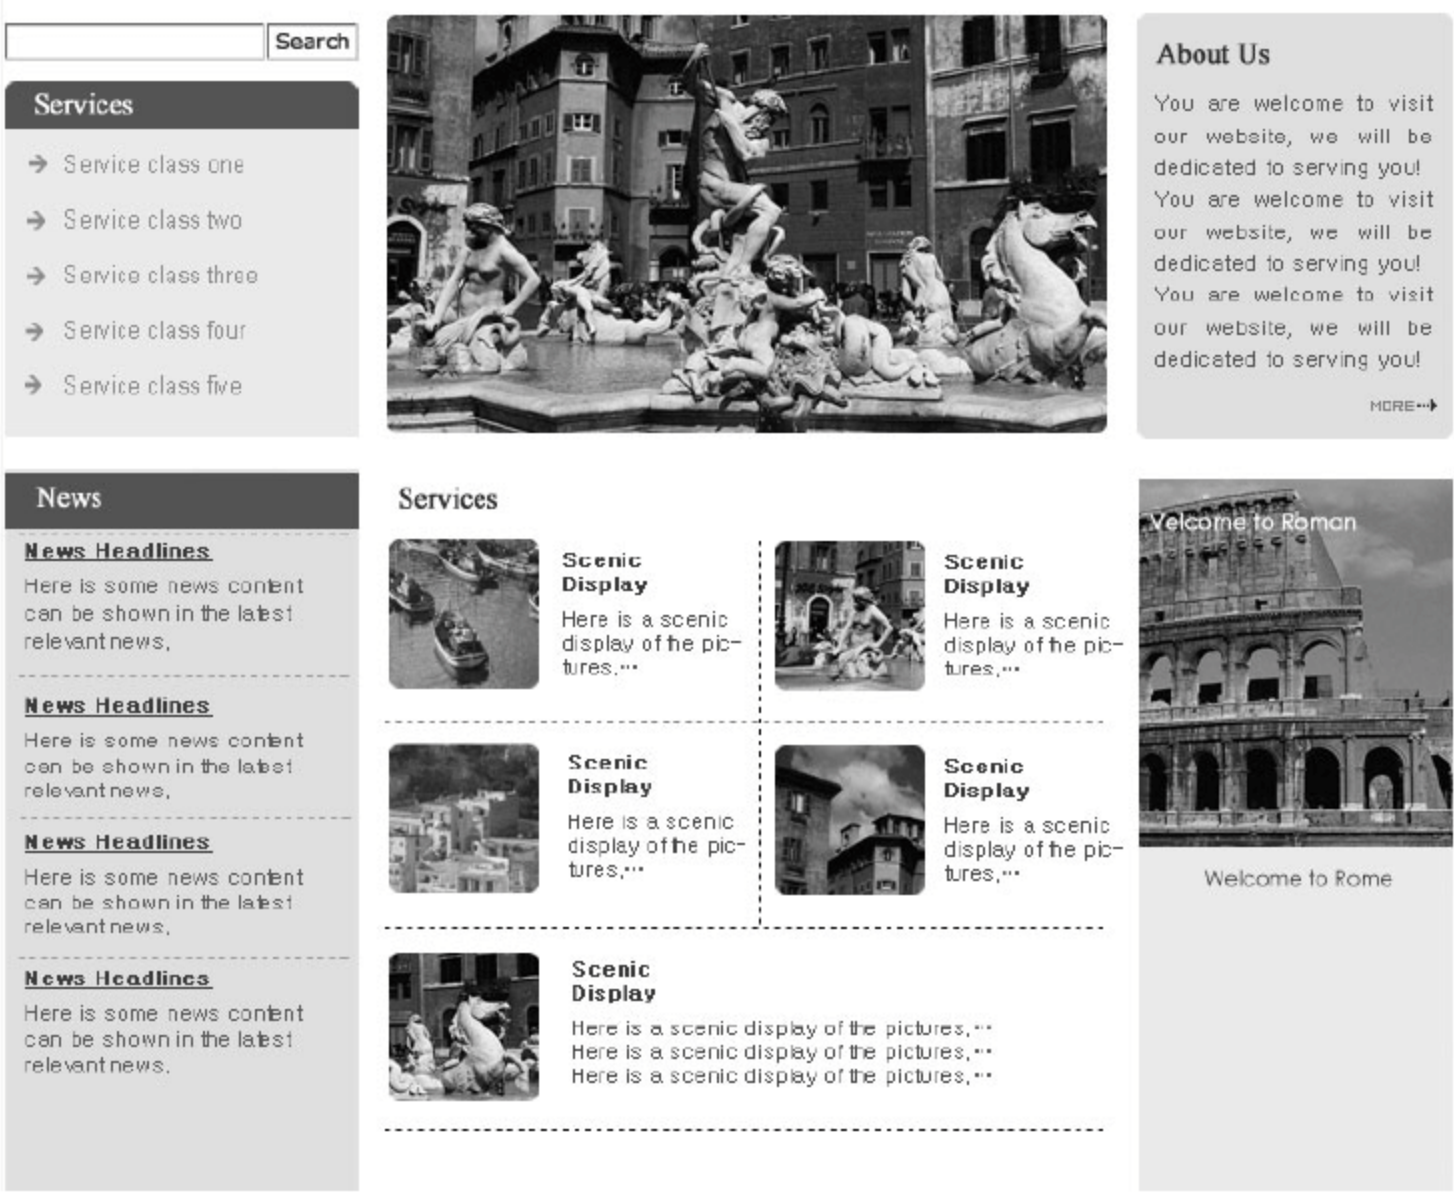 Search
Services
Service class one
Service class two
Service class three
Service class four
Service class five
About Us
You are welcome to visit
our website, we will be
dedicated to serving you!
You are welcome to visit
our website, we will be
dedicated to serving you!
You are welcome to visit
our website, we will be
dedicated to serving you!
MORE
News
News Headlines
Here is some news content
can be shown in the latest
relevant news.
News Headlines
Here is some news content
can be shown in the latest
relevant news.
News Headlines
Here is some news content
can be shown in the latest
relevant news.
News Headlines
Here is some news content
can be shown in the latest
relevant news.
Services
Scenic
Display
Here is a scenic
display of the pic-
tures,...
Scenic
Display
Here is a scenic
display of the pic-
tures,...
Scenic
Display
Here is a scenic
display of the pic-
tures,...
Scenic
Display
Here is a scenic
display of the pic-
tures,...
Scenic
Display
Here is a scenic display of the pictures,...
Here is a scenic display of the pictures,...
Here is a scenic display of the pictures,...
Velcome to Roman
Welcome to Rome